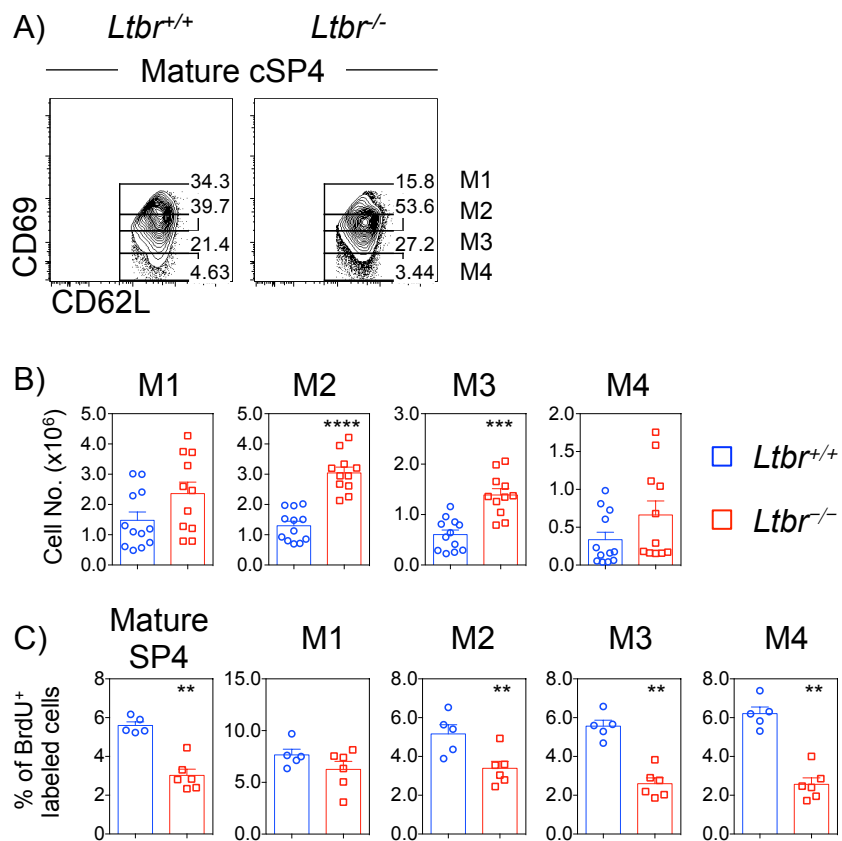 A)
Ltbr+/+ Ltbr-/-
Mature cSP4
CD69
34.3
39.7
21.4
4.63
15.8 M1
53.6 M2
27.2 M3
3.44 M4
CD62L
B)
M1 M2 M3 M4
Cell No. (x10⁶)
5.0
4.0
3.0
2.0
1.0
0.0
5.0
4.0
3.0
2.0
1.0
0.0
****
3.0
2.0
1.0
0.0
***
2.0
1.5
1.0
0.5
0.0
Ltbr+/+
Ltbr–/–
C)
Mature
SP4
M1 M2 M3 M4
% of BrdU⁺
labeled cells
8
6
4
2
0
**
15.0
10.0
5.0
0.0
8.0
6.0
4.0
2.0
0.0
**
8.0
6.0
4.0
2.0
0.0
**
8.0
6.0
4.0
2.0
0.0
**